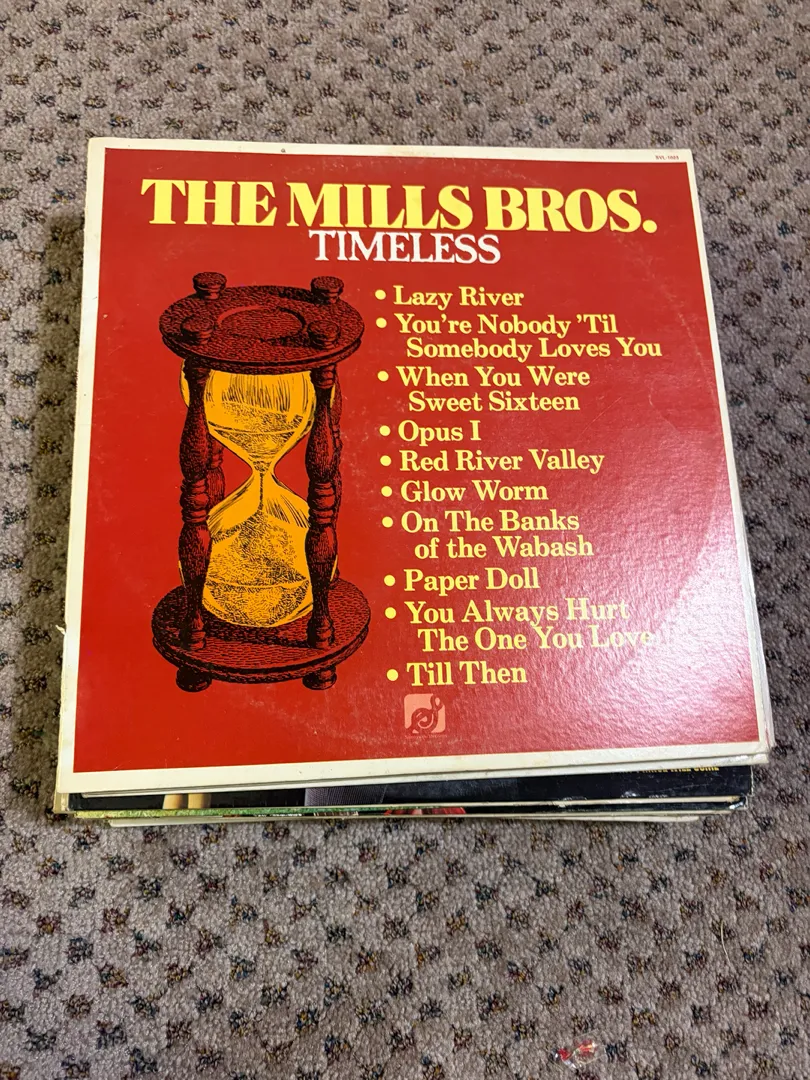 THE MILLS BROS.
TIMELESS
• Lazy River
• You're Nobody 'Til
Somebody Loves You
• When You Were
Sweet Sixteen
• Opus I
• Red River Valley
• Glow Worm
• On The Banks
of the Wabash
• Paper Doll
• You Always Hurt
The One You Love
• Till Then